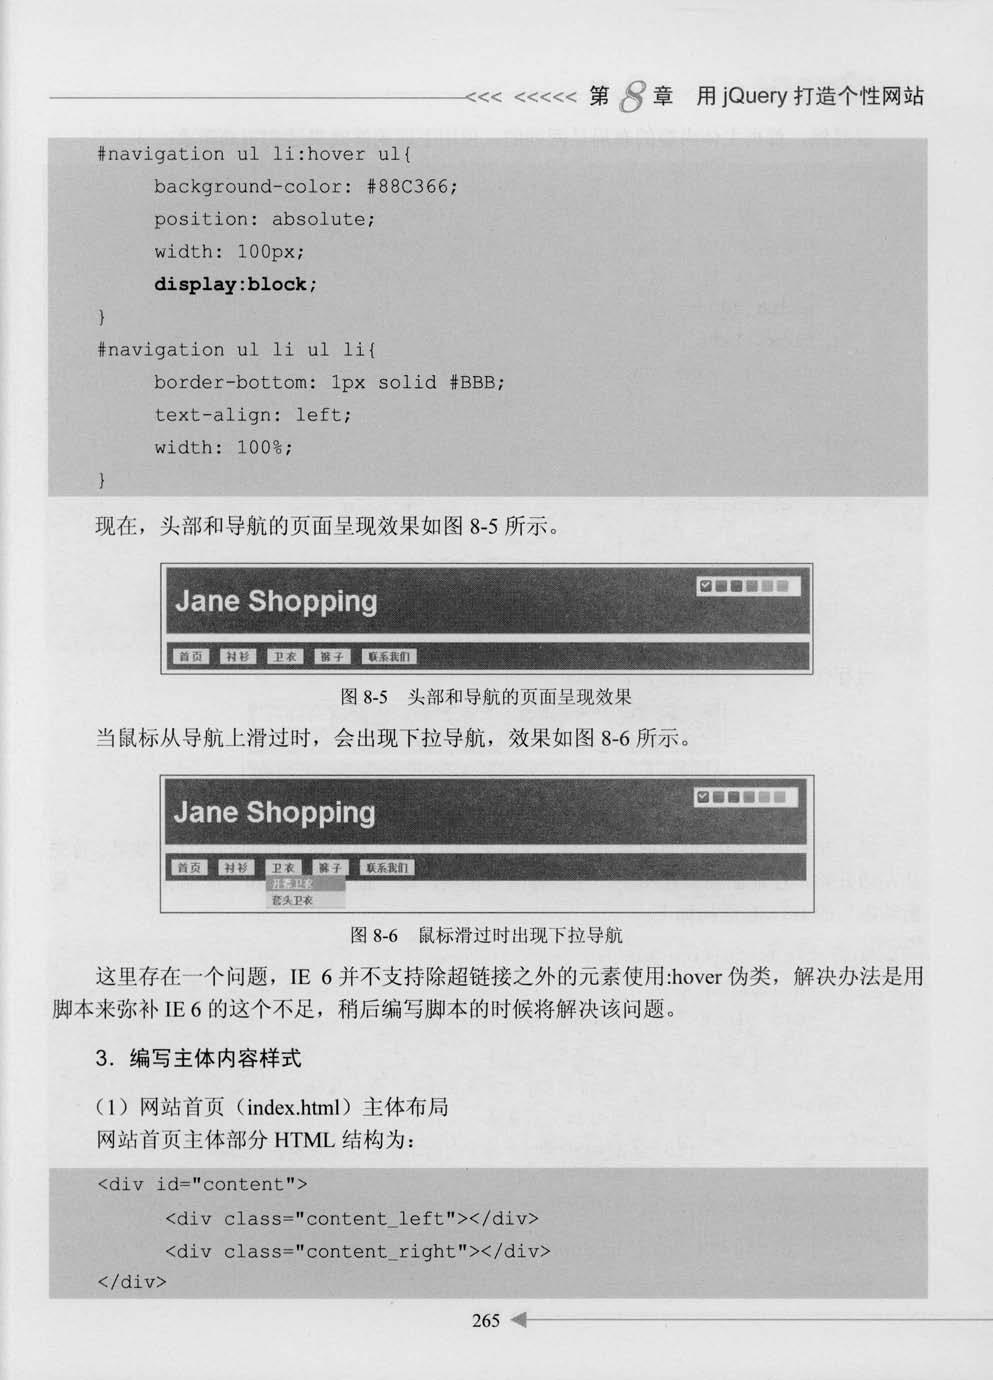 <<< <<<<< 第8章 用 jQuery 打造个性网站
#navigation ul li:hover ul{
background-color: #88C366;
position: absolute;
width: 100px;
display:block;
}
#navigation ul li ul li{
border-bottom: 1px solid #BBB;
text-align: left;
width: 100%;
}
现在，头部和导航的页面呈现效果如图 8-5 所示。
Jane Shopping
首页 衬衫 卫衣 裤子 联系我们
图 8-5 头部和导航的页面呈现效果
当鼠标从导航上滑过时，会出现下拉导航，效果如图 8-6 所示。
Jane Shopping
首页 衬衫 卫衣 裤子 联系我们
开衫卫衣
套头卫衣
图 8-6 鼠标滑过时出现下拉导航
这里存在一个问题，IE 6 并不支持除超链接之外的元素使用:hover 伪类，解决办法是用
脚本来弥补 IE 6 的这个不足，稍后编写脚本的时候将解决该问题。
3．编写主体内容样式
（1）网站首页（index.html）主体布局
网站首页主体部分 HTML 结构为：
<div id="content">
<div class="content_left"></div>
<div class="content_right"></div>
</div>
265